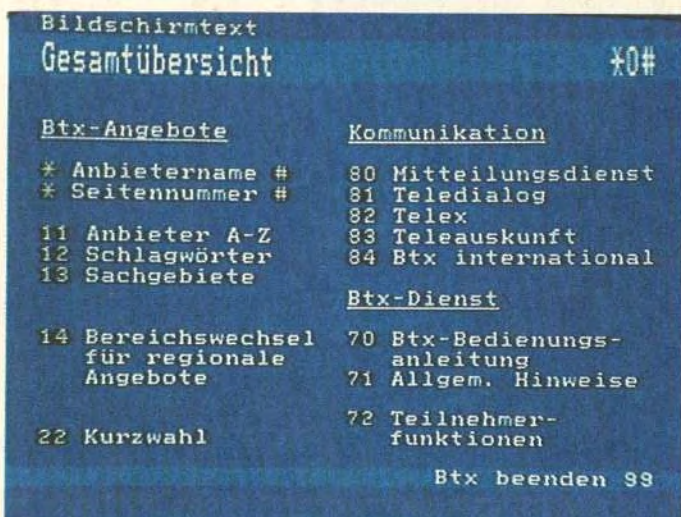 Bildschirmtext
Gesamtübersicht *0#
Btx-Angebote
* Anbietername #
* Seitennummer #
11 Anbieter A-Z
12 Schlagwörter
13 Sachgebiete
14 Bereichswechsel
für regionale
Angebote
22 Kurzwahl
Kommunikation
80 Mitteilungsdienst
81 Teledialog
82 Telex
83 Teleauskunft
84 Btx international
Btx-Dienst
70 Btx-Bedienungs-
anleitung
71 Allgem. Hinweise
72 Teilnehmer-
funktionen
Btx beenden 99